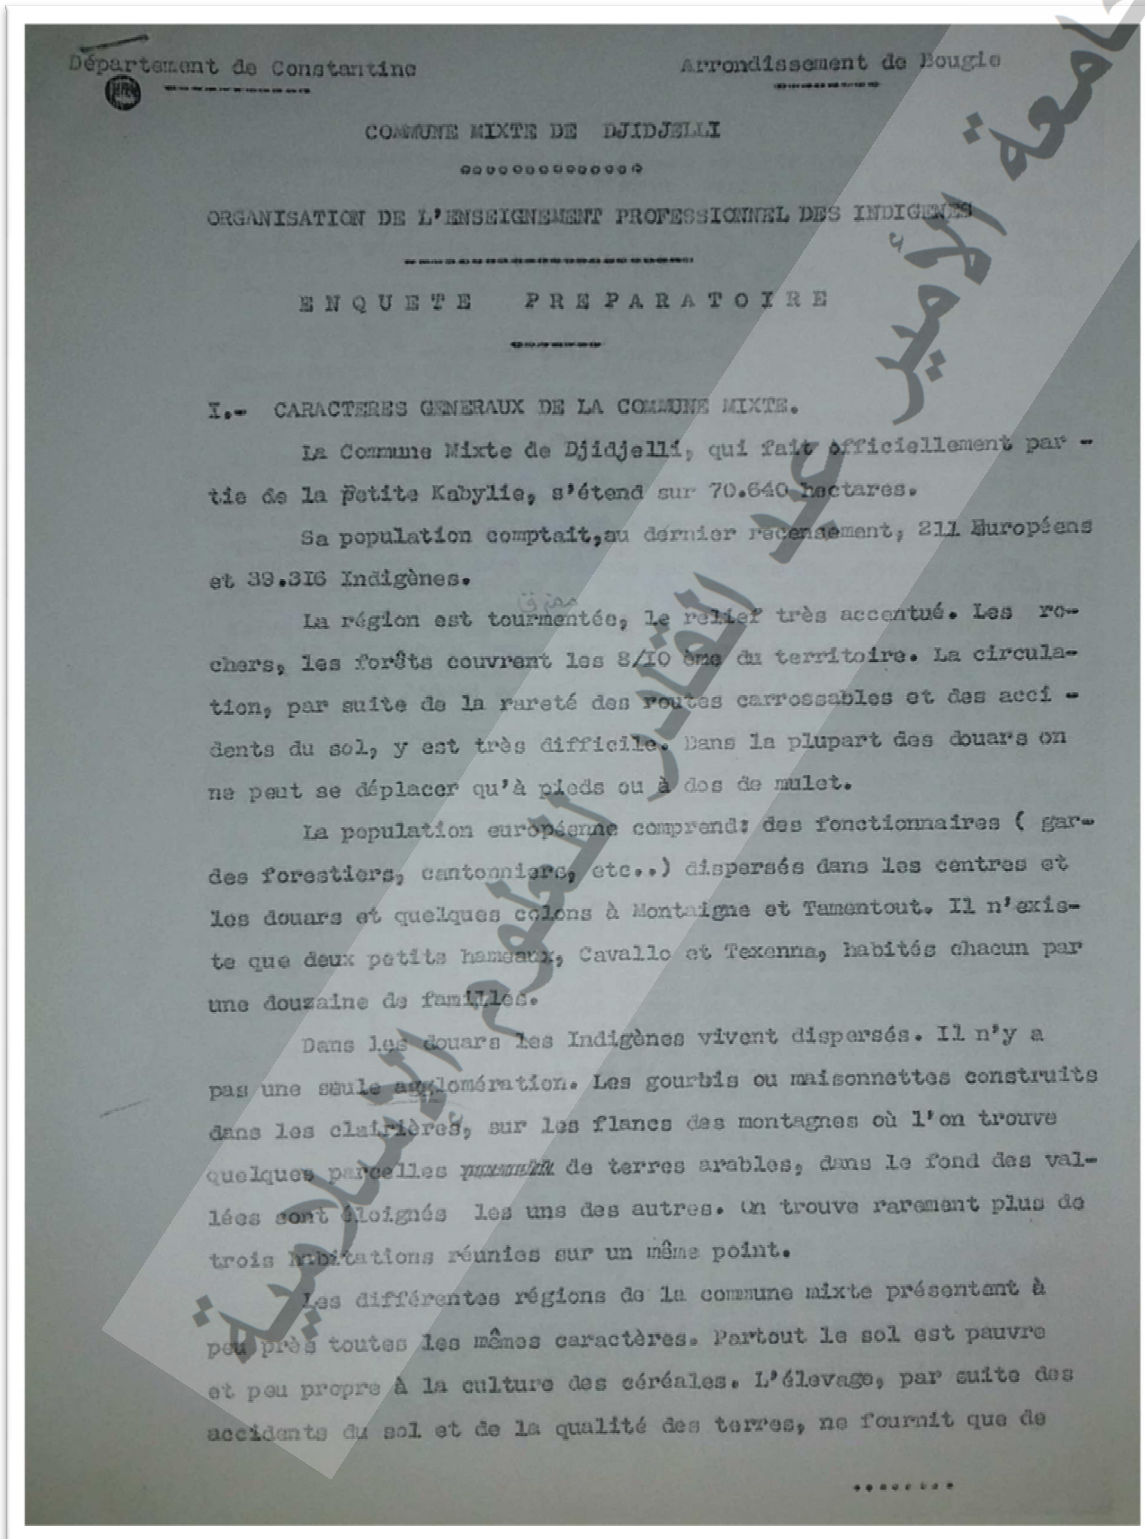 Département de Constantine
Arrondissement de Bougie
COMMUNE MIXTE DE DJIDJELLI
ORGANISATION DE L'ENSEIGNEMENT PROFESSIONNEL DES INDIGENES
ENQUETE PREPARATOIRE
I.- CARACTERES GENERAUX DE LA COMMUNE MIXTE.
La Commune Mixte de Djidjelli, qui fait officiellement par -
tie de la Petite Kabylie, s'étend sur 70.640 hectares.
Sa population comptait,au dernier recensement, 211 Européens
et 39.316 Indigènes.
La région est tourmentée, le relief très accentué. Les ro-
chers, les forêts couvrent les 8/10 ème du territoire. La circula-
tion, par suite de la rareté des routes carrossables et des acci -
dents du sol, y est très difficile. Dans la plupart des douars on
ne peut se déplacer qu'à pieds ou à dos de mulet.
La population européenne comprend: des fonctionnaires ( gar-
des forestiers, cantonniers, etc..) dispersés dans les centres et
les douars et quelques colons à Montaigne et Tamentout. Il n'exis-
te que deux petits hameaux, Cavallo et Texenna, habités chacun par
une douzaine de familles.
Dans les douars les Indigènes vivent dispersés. Il n'y a
pas une seule agglomération. Les gourbis ou maisonnettes construits
dans les clairières, sur les flancs des montagnes où l'on trouve
quelques parcelles de terres arables, dans le fond des val-
lées sont éloignés les uns des autres. On trouve rarement plus de
trois habitations réunies sur un même point.
Les différentes régions de la commune mixte présentent à
peu près toutes les mêmes caractères. Partout le sol est pauvre
et peu propre à la culture des céréales. L'élevage, par suite des
accidents du sol et de la qualité des terres, ne fournit que de
جامعة الأمير عبد القادر للعلوم الإسلامية